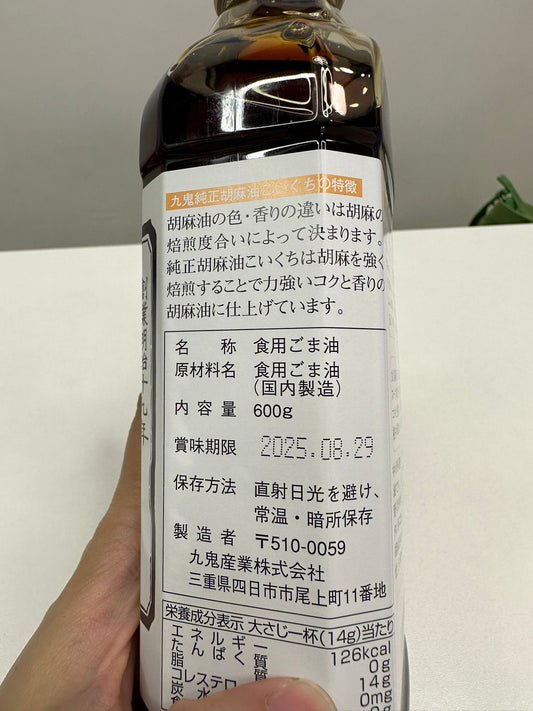 九鬼純正胡麻油こいくちの特徴
胡麻油の色・香りの違いは胡麻の
焙煎度合いによって決まります。
純正胡麻油こいくちは胡麻を強く
焙煎することで力強いコクと香りの
胡麻油に仕上げています。
名 称 食用ごま油
原材料名 食用ごま油
(国内製造)
内容量 600g
賞味期限 2025.08.29
保存方法 直射日光を避け、
常温・暗所保存
製造者 〒510-0059
九鬼産業株式会社
三重県四日市市尾上町11番地
栄養成分表示 大さじ一杯(14g)当たり
エネルギー 126kcal
たんぱく質 0g
脂 質 14g
コレステロ 0mg
炭 水
創業明治十九年